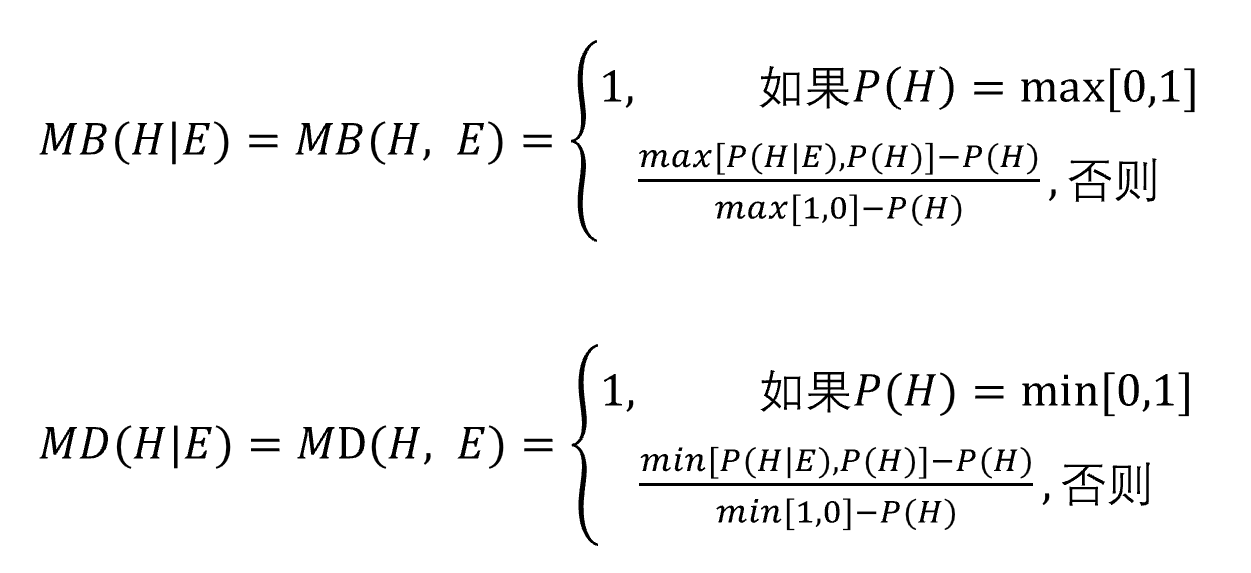 MB(H|E) = MB(H, E) = { 1, 如果P(H) = max[0,1]
max[P(H|E),P(H)]−P(H) / max[1,0]−P(H) , 否则
MD(H|E) = MD(H, E) = { 1, 如果P(H) = min[0,1]
min[P(H|E),P(H)]−P(H) / min[1,0]−P(H) , 否则